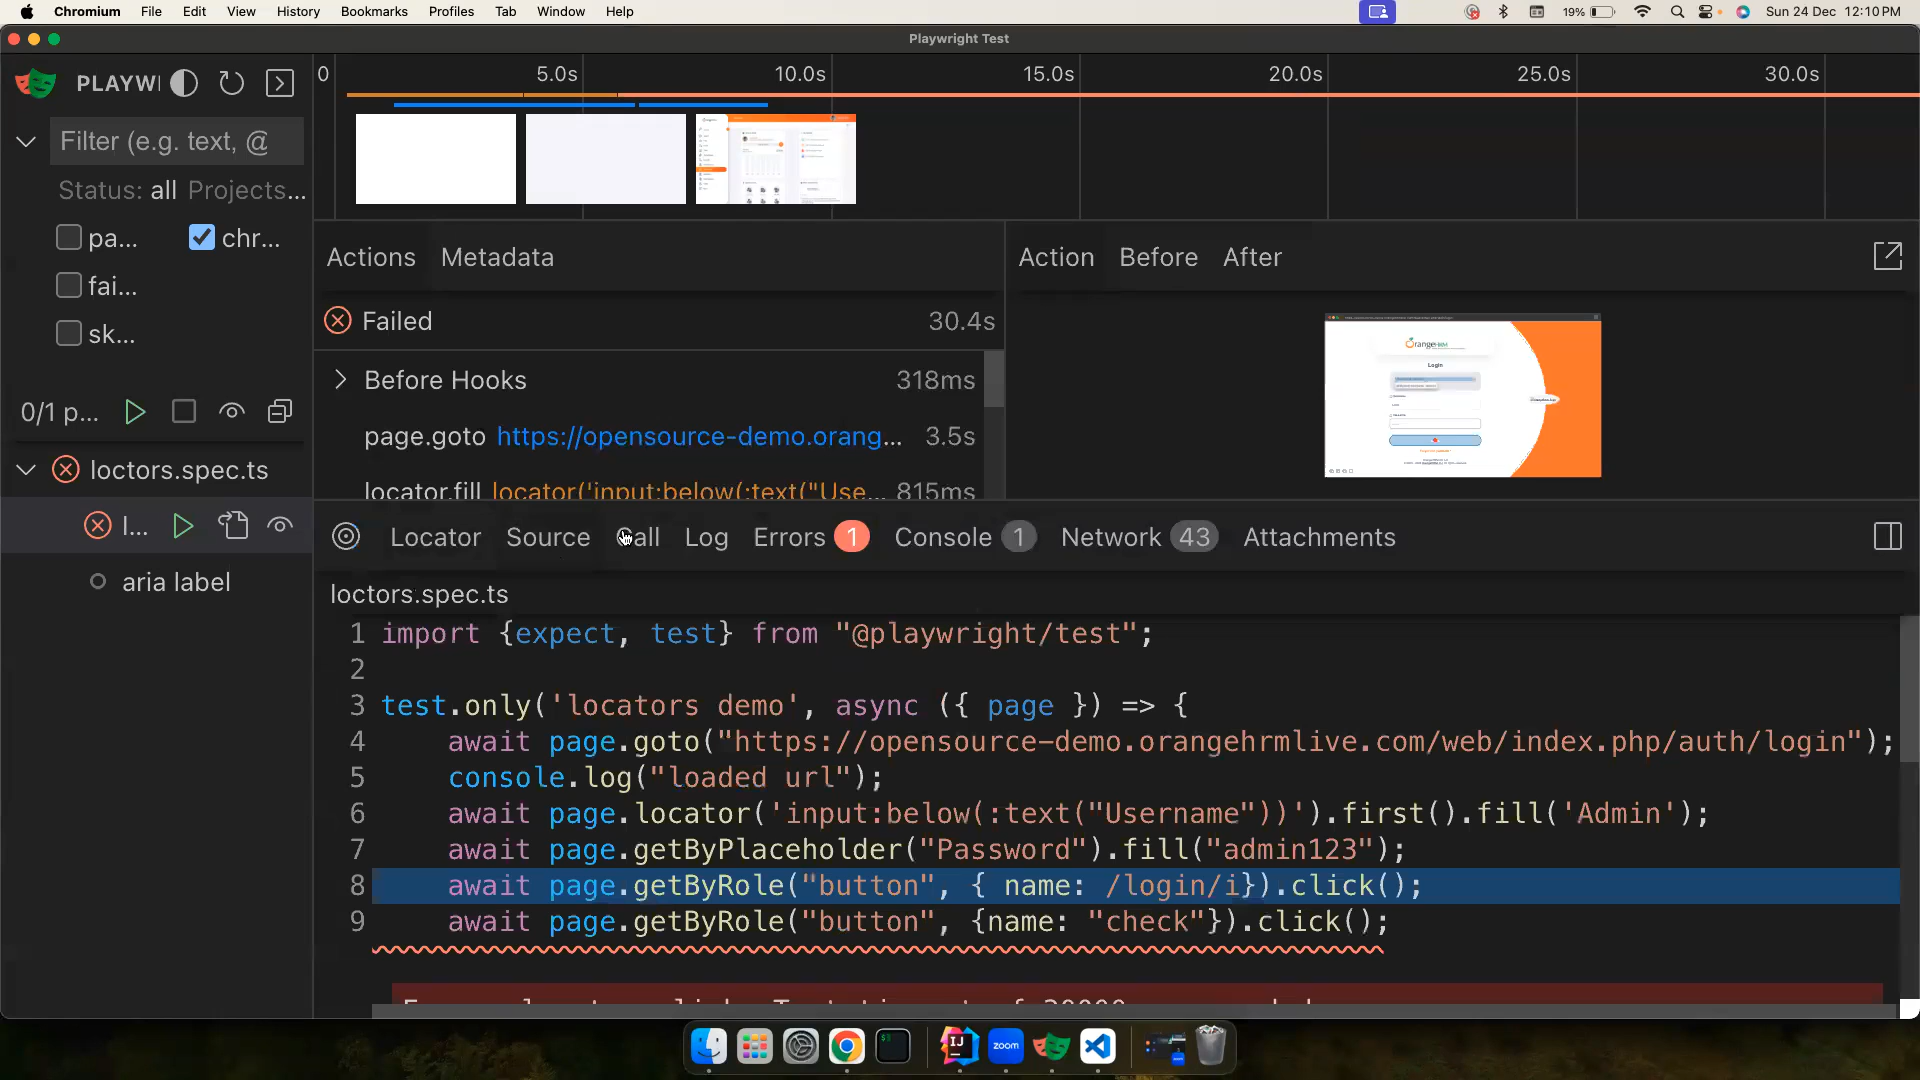 Chromium File Edit View History Bookmarks Profiles Tab Window Help 19% Sun 24 Dec 12:10 PM
Playwright Test
PLAYWI
0 5.0s 10.0s 15.0s 20.0s 25.0s 30.0s
Filter (e.g. text, @
Status: all Projects...
pa... chr...
fai...
sk...
0/1 p...
loctors.spec.ts
l...
aria label
Actions Metadata
Failed 30.4s
Before Hooks 318ms
page.goto https://opensource-demo.orang... 3.5s
locator.fill locator('input:below(:text("Use... 815ms
Action Before After
OrangeHRM
Login
Locator Source Call Log Errors 1 Console 1 Network 43 Attachments
loctors.spec.ts
1 import {expect, test} from "@playwright/test";
2
3 test.only('locators demo', async ({ page }) => {
4 await page.goto("https://opensource-demo.orangehrmlive.com/web/index.php/auth/login");
5 console.log("loaded url");
6 await page.locator('input:below(:text("Username"))').first().fill('Admin');
7 await page.getByPlaceholder("Password").fill("admin123");
8 await page.getByRole("button", { name: /login/i}).click();
9 await page.getByRole("button", {name: "check"}).click();
zoom